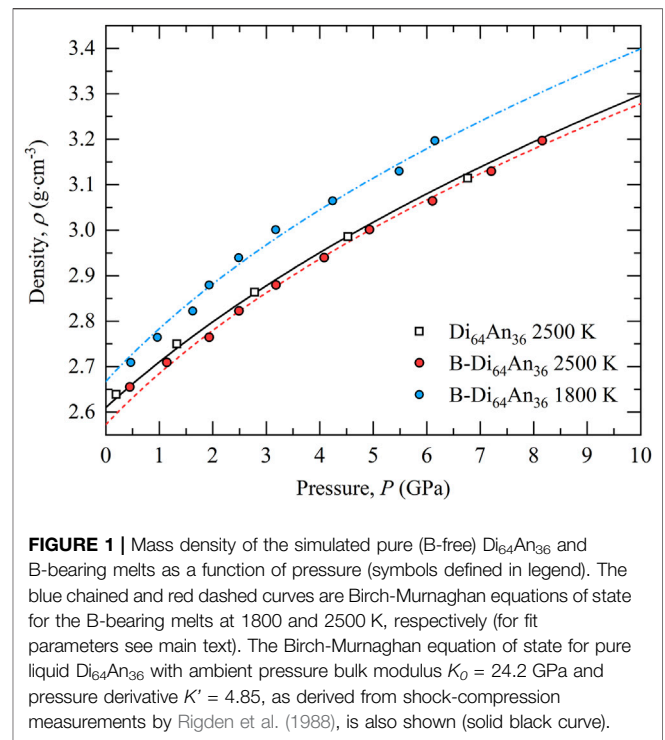 3.4
3.3
3.2
3.1
3.0
2.9
2.8
2.7
2.6
Density, ρ (g·cm⁻³)
Di₆₄An₃₆ 2500 K
B-Di₆₄An₃₆ 2500 K
B-Di₆₄An₃₆ 1800 K
0 1 2 3 4 5 6 7 8 9 10
Pressure, P (GPa)
FIGURE 1 | Mass density of the simulated pure (B-free) Di₆₄An₃₆ and
B-bearing melts as a function of pressure (symbols defined in legend). The
blue chained and red dashed curves are Birch-Murnaghan equations of state
for the B-bearing melts at 1800 and 2500 K, respectively (for fit
parameters see main text). The Birch-Murnaghan equation of state for pure
liquid Di₆₄An₃₆ with ambient pressure bulk modulus K₀ = 24.2 GPa and
pressure derivative K’ = 4.85, as derived from shock-compression
measurements by Rigden et al. (1988), is also shown (solid black curve).